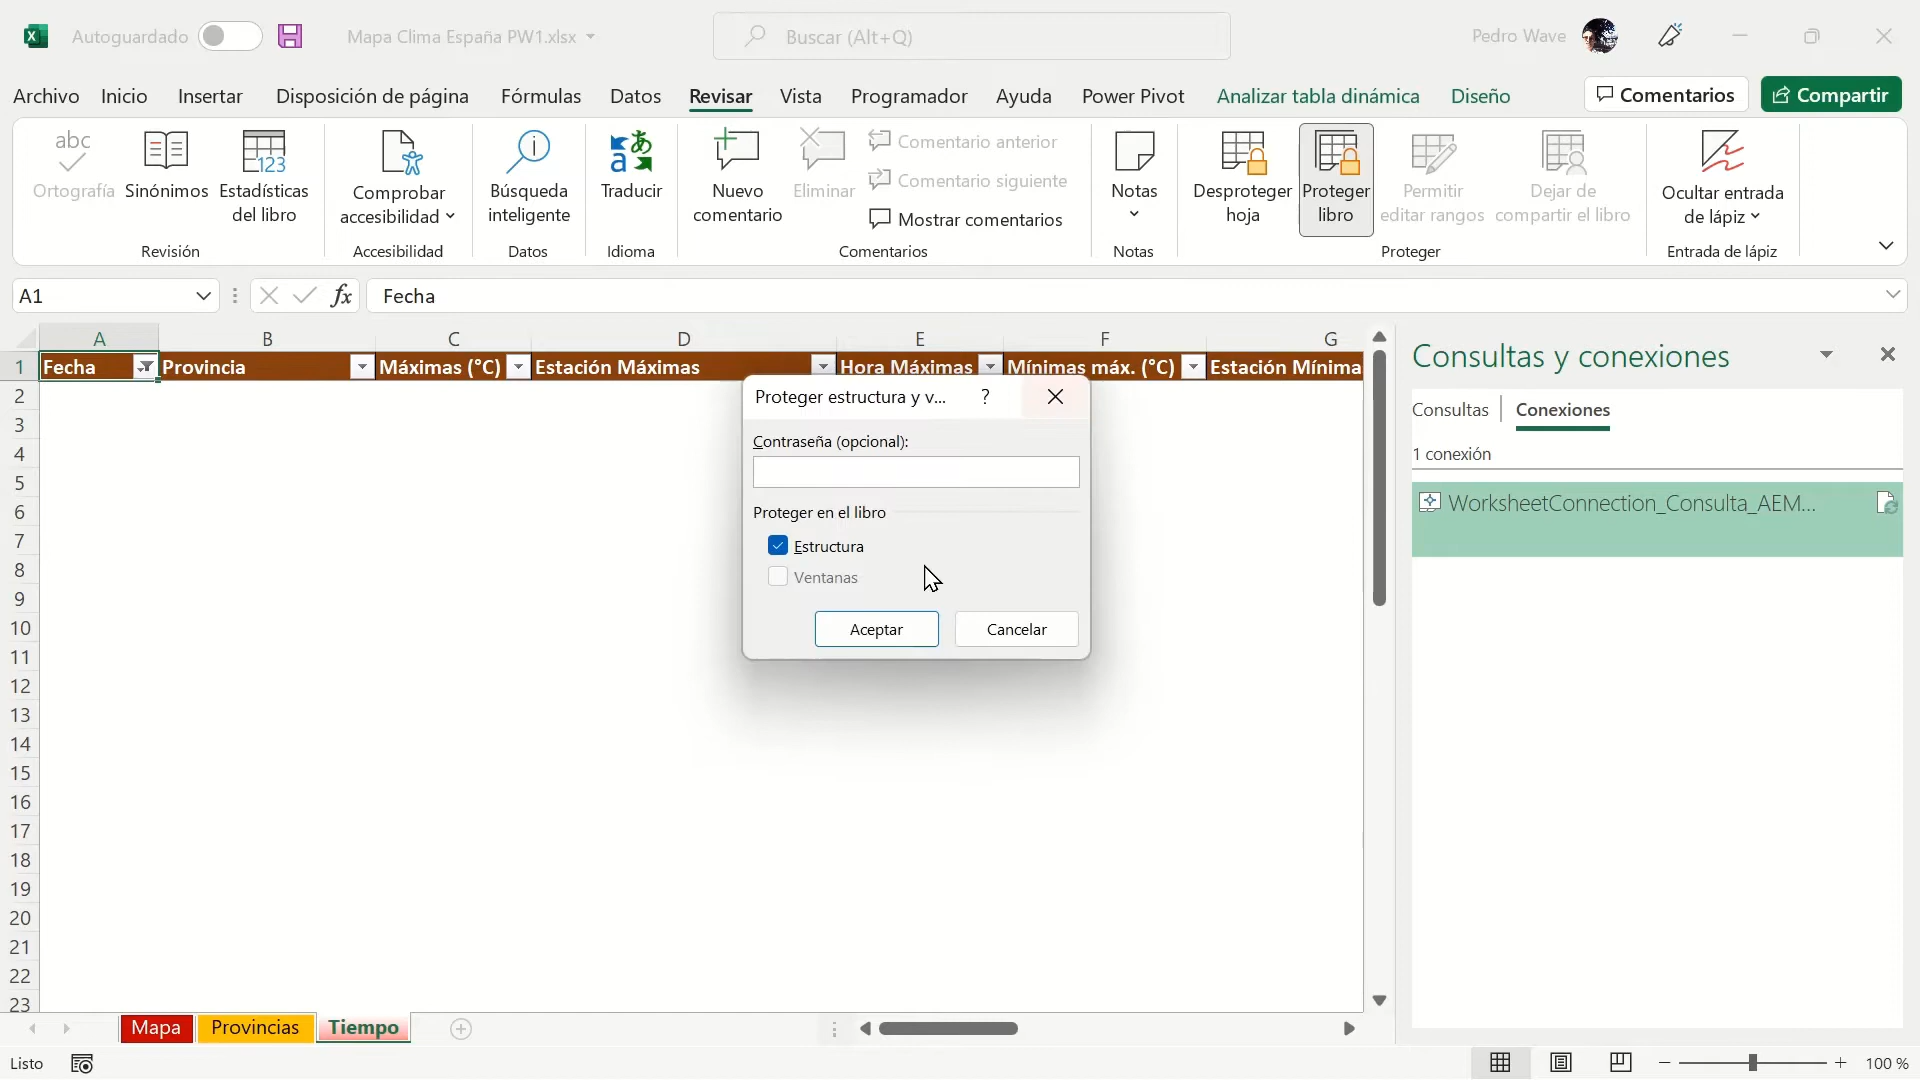 Autoguardado
Mapa Clima España PW1.xlsx
Buscar (Alt+Q)
Pedro Wave
Archivo
Inicio
Insertar
Disposición de página
Fórmulas
Datos
Revisar
Vista
Programador
Ayuda
Power Pivot
Analizar tabla dinámica
Diseño
Comentarios
Compartir
abc
Ortografía
Sinónimos
123
Estadísticas
del libro
Revisión
Comprobar
accesibilidad
Accesibilidad
Búsqueda
inteligente
Datos
Traducir
Idioma
Nuevo
comentario
Eliminar
Comentario anterior
Comentario siguiente
Mostrar comentarios
Comentarios
Notas
Notas
Desproteger
hoja
Proteger
libro
Permitir
editar rangos
Dejar de
compartir el libro
Proteger
Ocultar entrada
de lápiz
Entrada de lápiz
A1
fx
Fecha
A B C D E F G
1 Fecha Provincia Máximas (°C) Estación Máximas Hora Máximas Mínimas máx. (°C) Estación Mínima
2
3
4
5
6
7
8
9
10
11
12
13
14
15
16
17
18
19
20
21
22
23
Proteger estructura y v... ?
Contraseña (opcional):
Proteger en el libro
Estructura
Ventanas
Aceptar
Cancelar
Consultas y conexiones
Consultas
Conexiones
1 conexión
WorksheetConnection_Consulta_AEM...
Mapa
Provincias
Tiempo
Listo
100 %